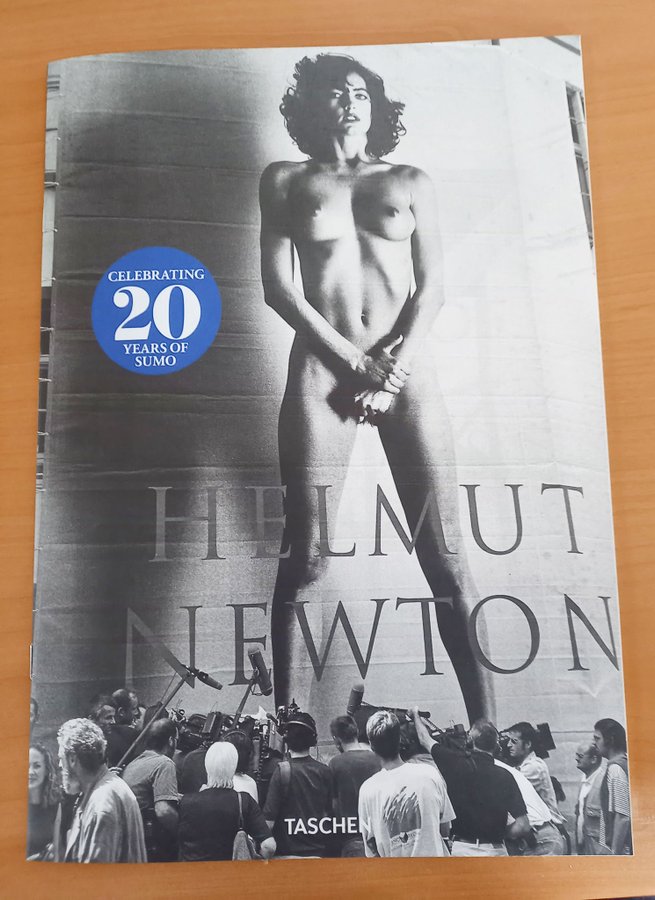 CELEBRATING
20
YEARS OF
SUMO
HELMUT
NEWTON
TASCHEN